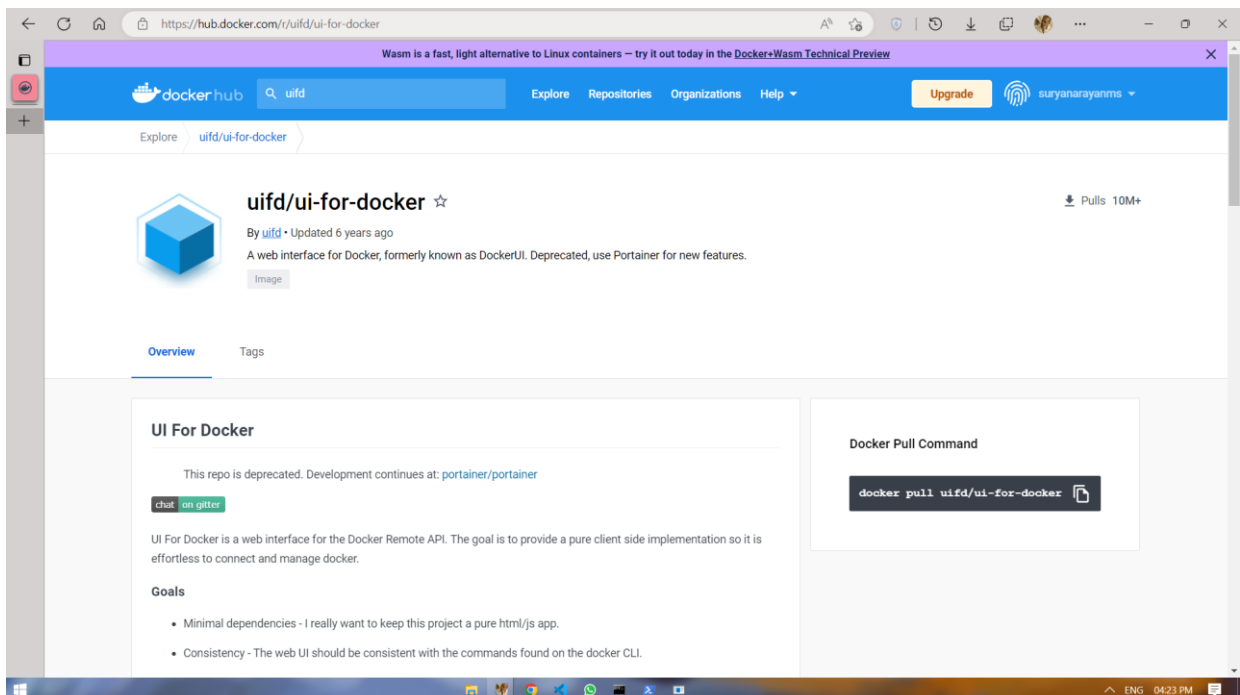 https://hub.docker.com/r/uifd/ui-for-docker
Wasm is a fast, light alternative to Linux containers — try it out today in the Docker+Wasm Technical Preview
dockerhub
uifd
Explore
Repositories
Organizations
Help
Upgrade
suryanarayanms
Explore
uifd/ui-for-docker
uifd/ui-for-docker
Pulls 10M+
By uifd • Updated 6 years ago
A web interface for Docker, formerly known as DockerUI. Deprecated, use Portainer for new features.
Image
Overview
Tags
UI For Docker
This repo is deprecated. Development continues at: portainer/portainer
chat on gitter
UI For Docker is a web interface for the Docker Remote API. The goal is to provide a pure client side implementation so it is
effortless to connect and manage docker.
Goals
• Minimal dependencies - I really want to keep this project a pure html/js app.
• Consistency - The web UI should be consistent with the commands found on the docker CLI.
Docker Pull Command
docker pull uifd/ui-for-docker
ENG 04:23 PM